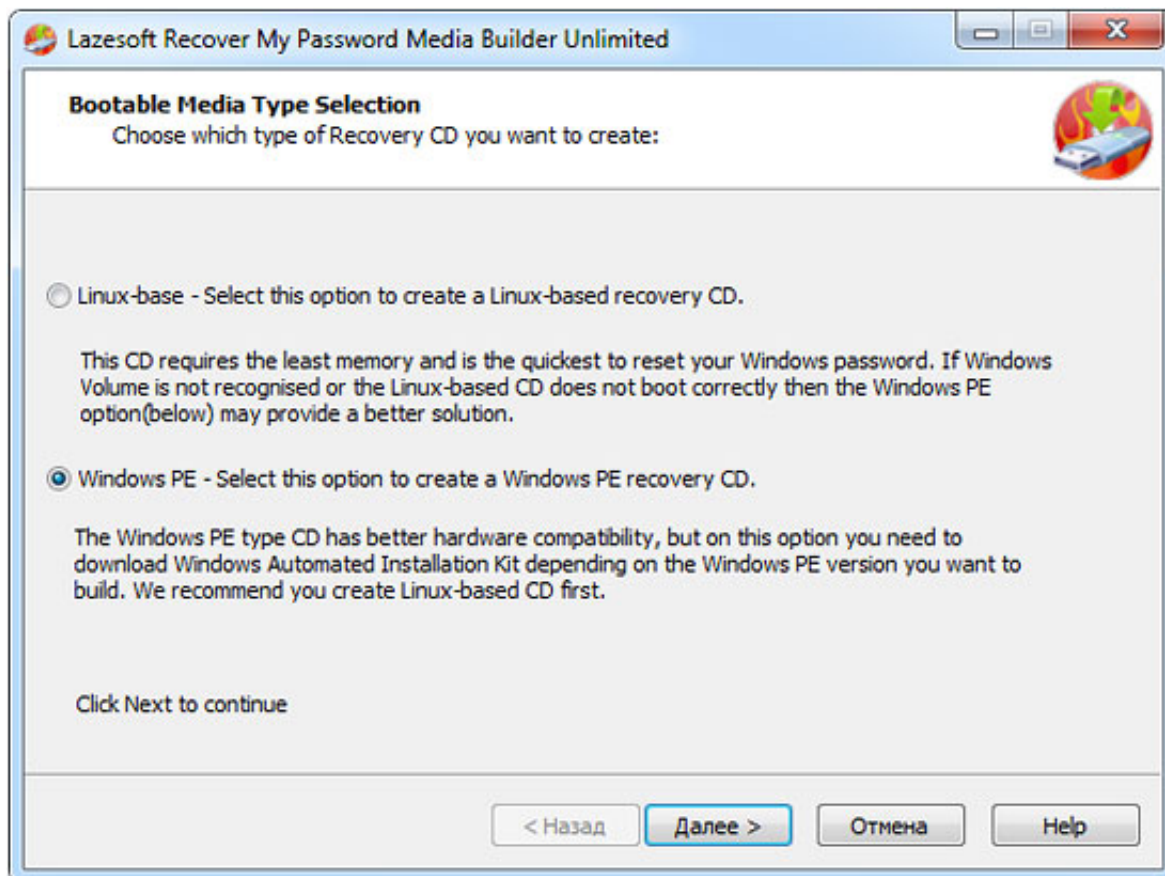 Lazesoft Recover My Password Media Builder Unlimited
Bootable Media Type Selection
Choose which type of Recovery CD you want to create:
Linux-base - Select this option to create a Linux-based recovery CD.
This CD requires the least memory and is the quickest to reset your Windows password. If Windows
Volume is not recognised or the Linux-based CD does not boot correctly then the Windows PE
option(below) may provide a better solution.
Windows PE - Select this option to create a Windows PE recovery CD.
The Windows PE type CD has better hardware compatibility, but on this option you need to
download Windows Automated Installation Kit depending on the Windows PE version you want to
build. We recommend you create Linux-based CD first.
Click Next to continue
< Назад Далее > Отмена Help